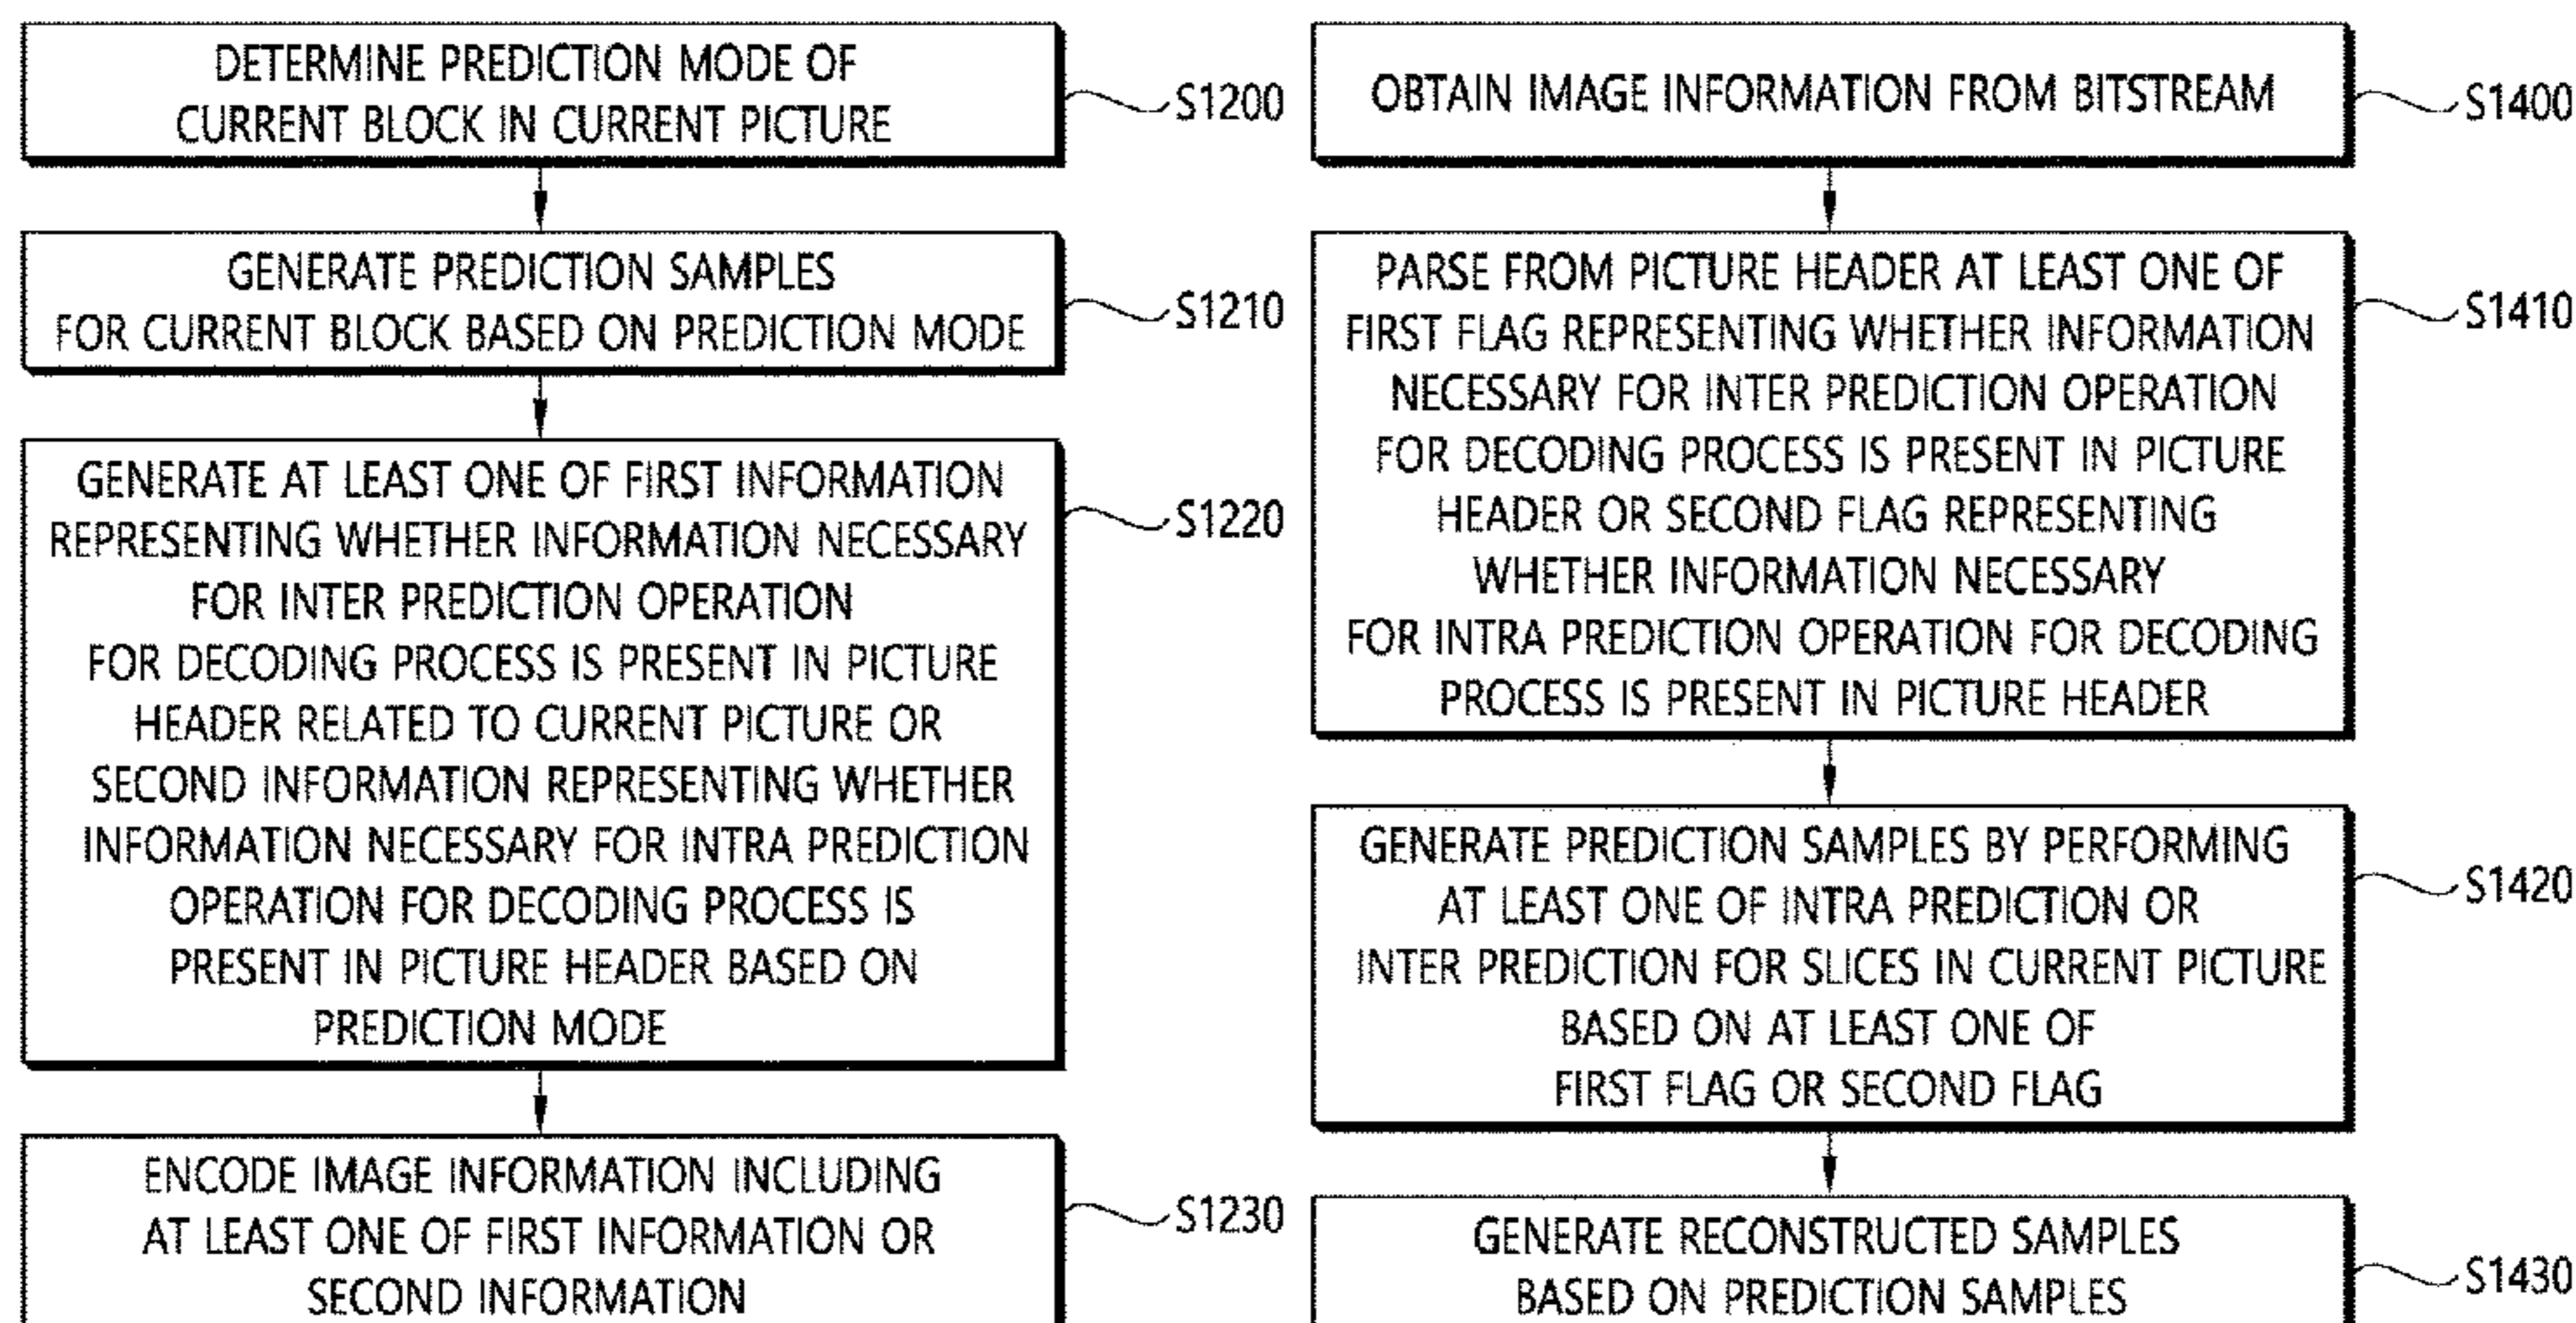 DETERMINE PREDICTION MODE OF
CURRENT BLOCK IN CURRENT PICTURE
S1200
GENERATE PREDICTION SAMPLES
FOR CURRENT BLOCK BASED ON PREDICTION MODE
S1210
GENERATE AT LEAST ONE OF FIRST INFORMATION
REPRESENTING WHETHER INFORMATION NECESSARY
FOR INTER PREDICTION OPERATION
FOR DECODING PROCESS IS PRESENT IN PICTURE
HEADER RELATED TO CURRENT PICTURE OR
SECOND INFORMATION REPRESENTING WHETHER
INFORMATION NECESSARY FOR INTRA PREDICTION
OPERATION FOR DECODING PROCESS IS
PRESENT IN PICTURE HEADER BASED ON
PREDICTION MODE
S1220
ENCODE IMAGE INFORMATION INCLUDING
AT LEAST ONE OF FIRST INFORMATION OR
SECOND INFORMATION
S1230
OBTAIN IMAGE INFORMATION FROM BITSTREAM
S1400
PARSE FROM PICTURE HEADER AT LEAST ONE OF
FIRST FLAG REPRESENTING WHETHER INFORMATION
NECESSARY FOR INTER PREDICTION OPERATION
FOR DECODING PROCESS IS PRESENT IN PICTURE
HEADER OR SECOND FLAG REPRESENTING
WHETHER INFORMATION NECESSARY
FOR INTRA PREDICTION OPERATION FOR DECODING
PROCESS IS PRESENT IN PICTURE HEADER
S1410
GENERATE PREDICTION SAMPLES BY PERFORMING
AT LEAST ONE OF INTRA PREDICTION OR
INTER PREDICTION FOR SLICES IN CURRENT PICTURE
BASED ON AT LEAST ONE OF
FIRST FLAG OR SECOND FLAG
S1420
GENERATE RECONSTRUCTED SAMPLES
BASED ON PREDICTION SAMPLES
S1430